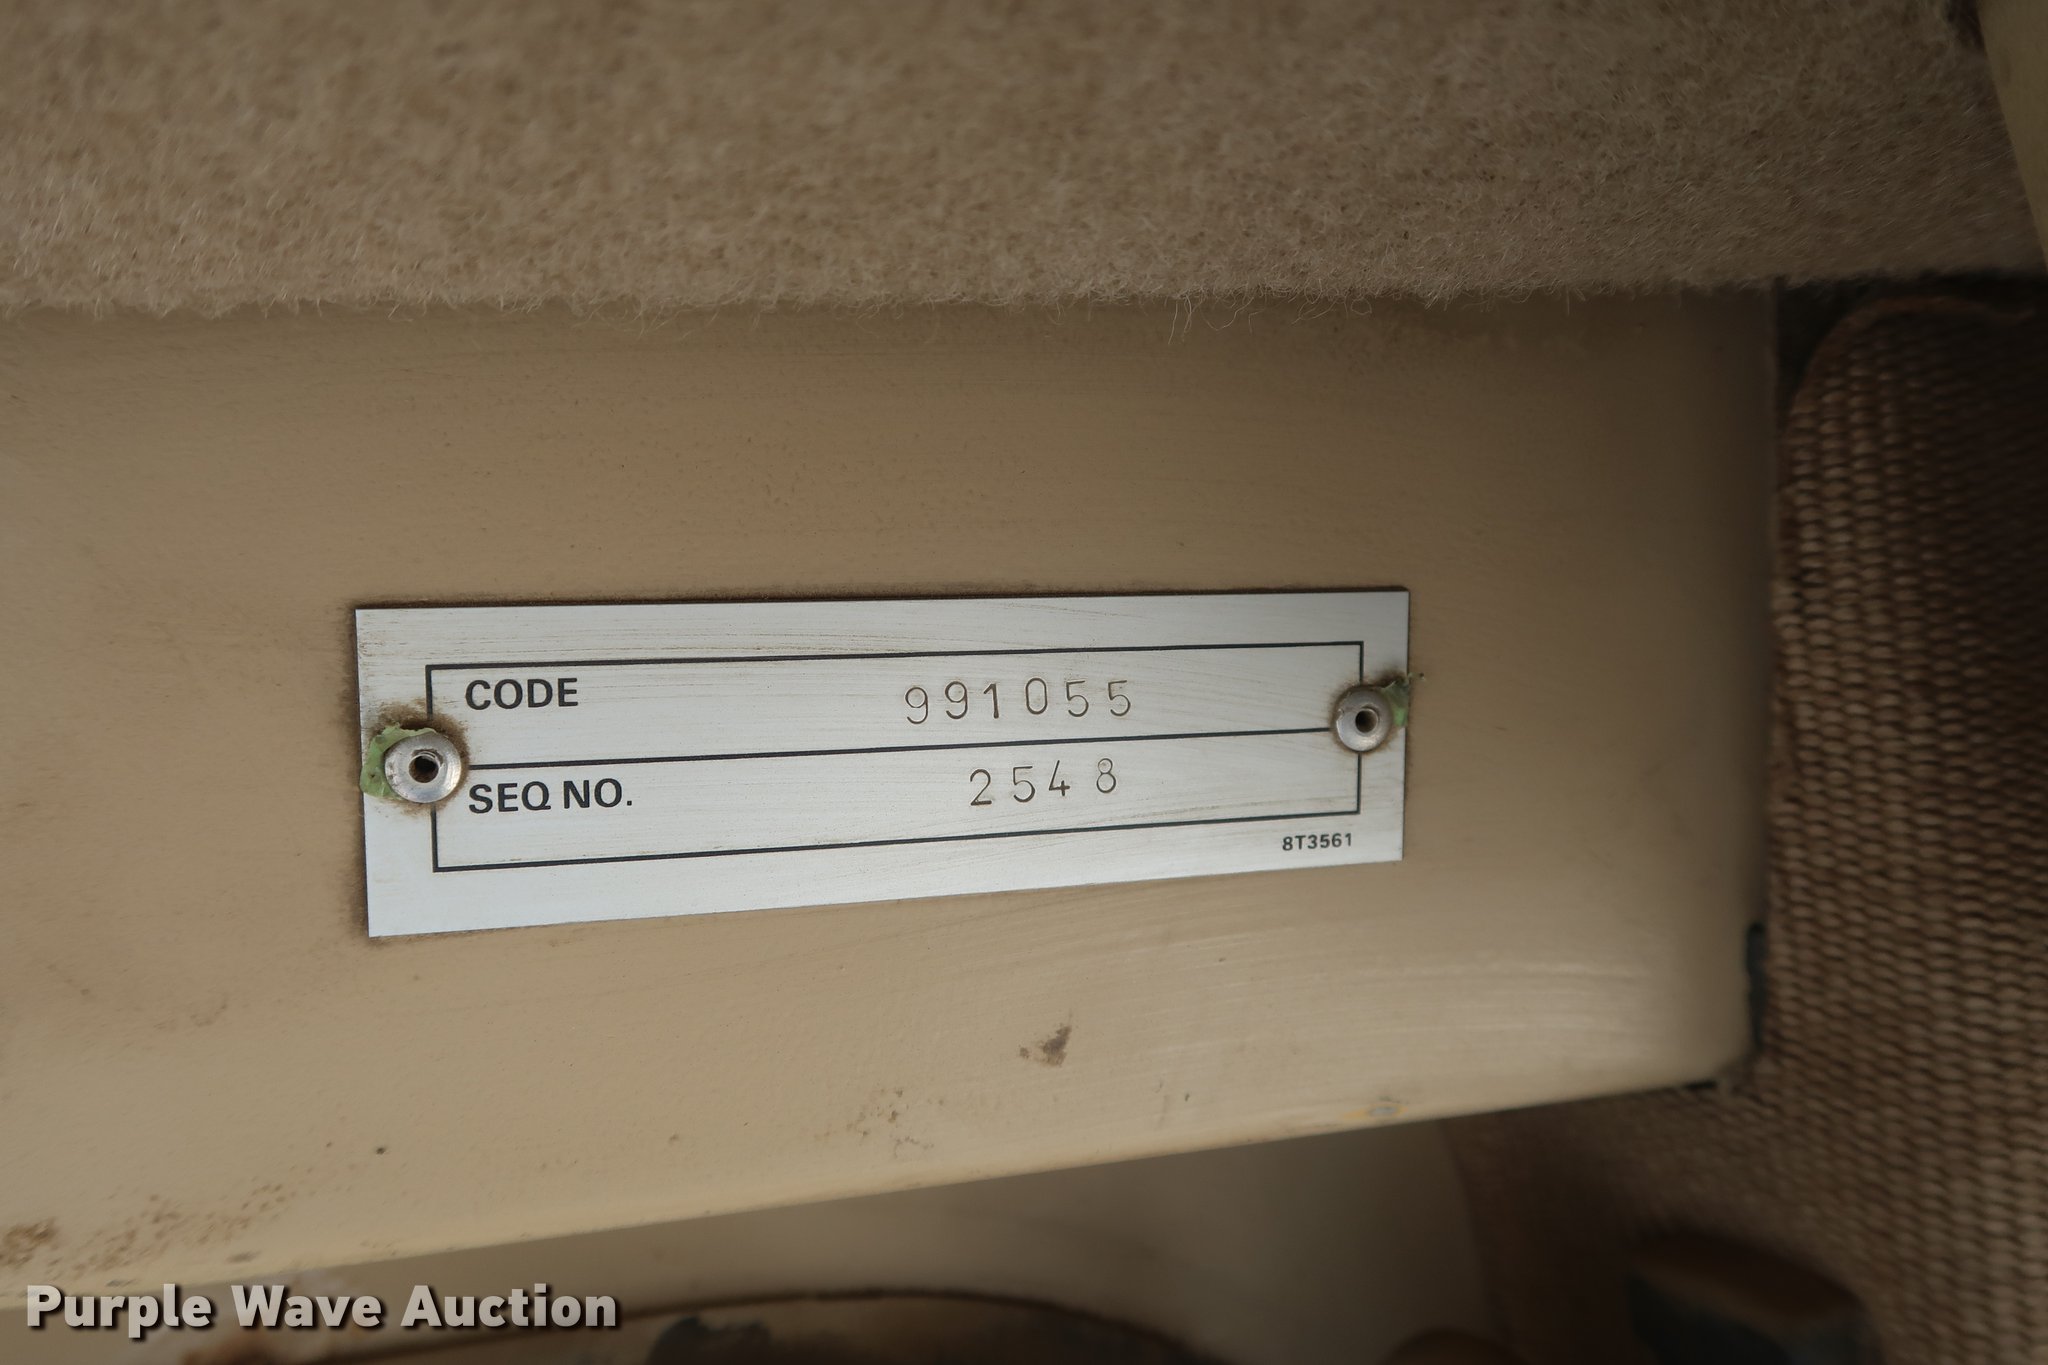 CODE 991055
SEQ NO. 2548
8T3561
Purple Wave Auction